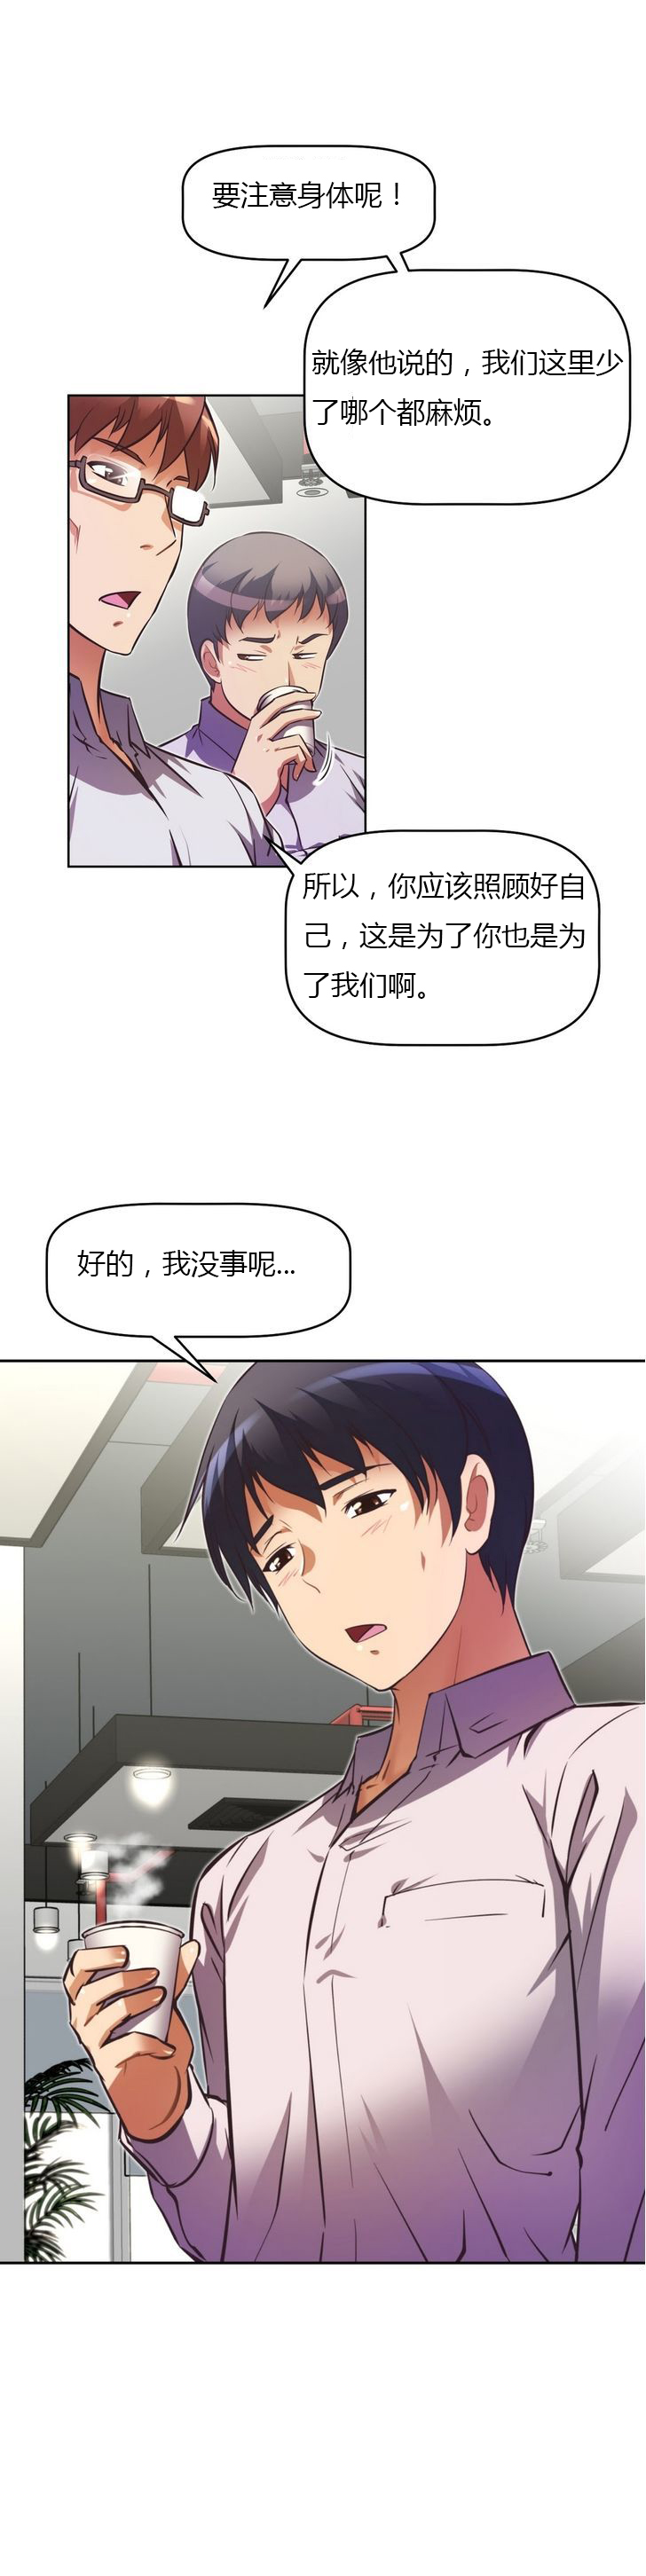 要注意身体呢！
就像他说的，我们这里少
了哪个都麻烦。
所以，你应该照顾好自
己，这是为了你也是为
了我们啊。
好的，我没事呢...